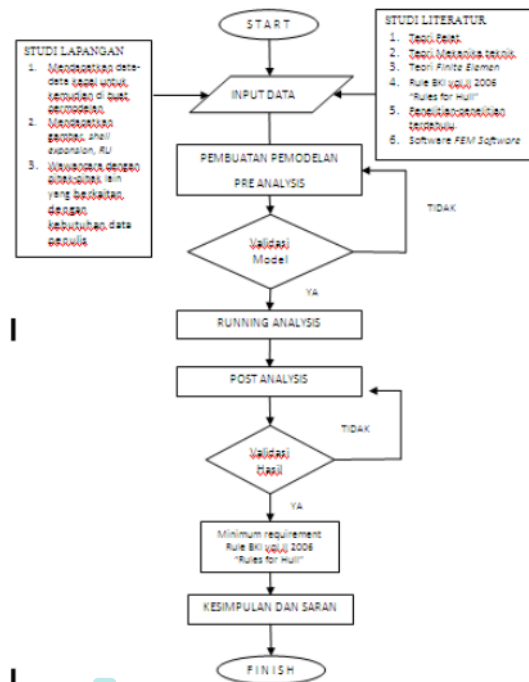 START
STUDI LAPANGAN
1. Mendapatkan data-
data kapal untuk
kemudian di buat
permodelan.
2. Mendapatkan
gambar, shell
expansion, RU
3. Wawancara dengan
pihak-pihak lain
yang berkaitan
dengan
kebutuhan data
penulis
STUDI LITERATUR
1. Teori Pelat
2. Teori Mekanika teknik
3. Teori Finite Elemen
4. Rule BKI vol.II 2006
"Rules for Hull"
5. Penelitian-penelitian
terdahulu.
6. Software FEM Software
INPUT DATA
PEMBUATAN PEMODELAN
PRE ANALYSIS
TIDAK
Validasi
Model
YA
RUNNING ANALYSIS
POST ANALYSIS
TIDAK
Validasi
Hasil
YA
Minimum requirement
Rule BKI vol.II 2006
"Rules for Hull"
KESIMPULAN DAN SARAN
FINISH